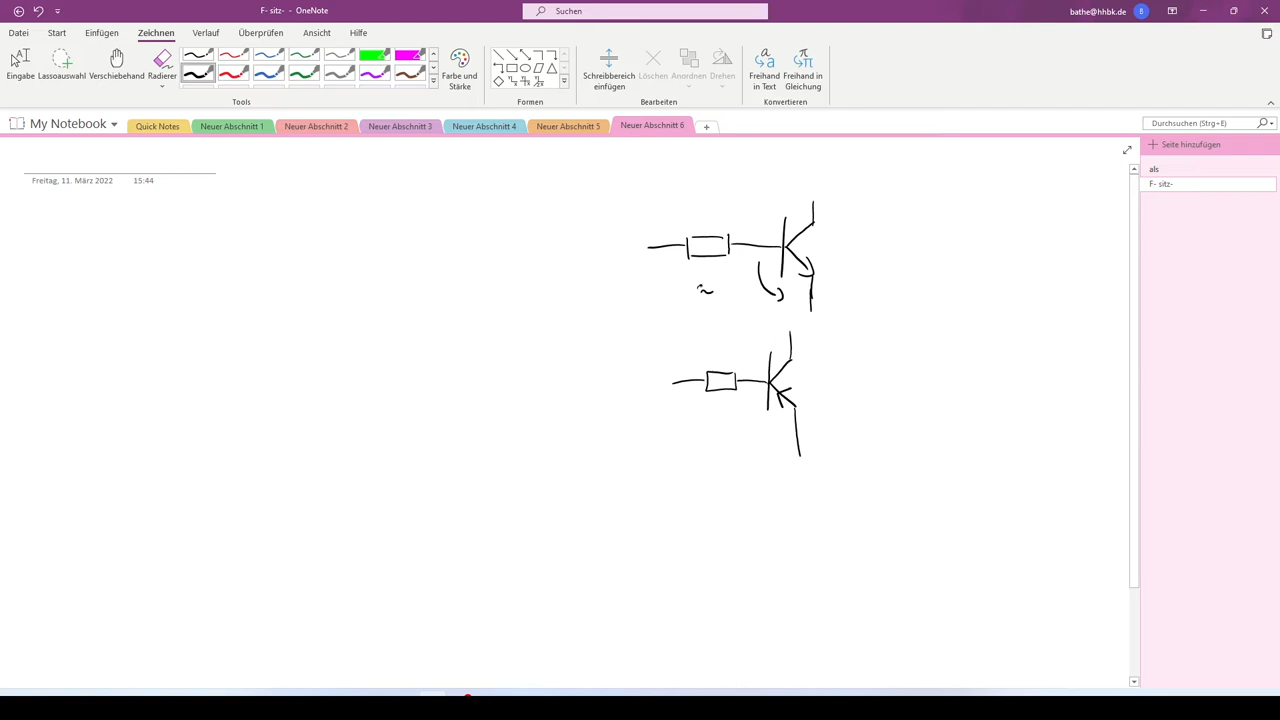 F- sitz- - OneNote
Suchen
bathe@hhbk.de
B
Datei Start Einfügen Zeichnen Verlauf Überprüfen Ansicht Hilfe
Eingabe Lassoauswahl Verschiebehand Radierer
Farbe und Stärke
Schreibbereich einfügen
Löschen Anordnen Drehen
Freihand in Text
Freihand in Gleichung
Tools Formen Bearbeiten Konvertieren
My Notebook Quick Notes Neuer Abschnitt 1 Neuer Abschnitt 2 Neuer Abschnitt 3 Neuer Abschnitt 4 Neuer Abschnitt 5 Neuer Abschnitt 6
Durchsuchen (Strg+E)
Seite hinzufügen
als
F- sitz-
Freitag, 11. März 2022 15:44